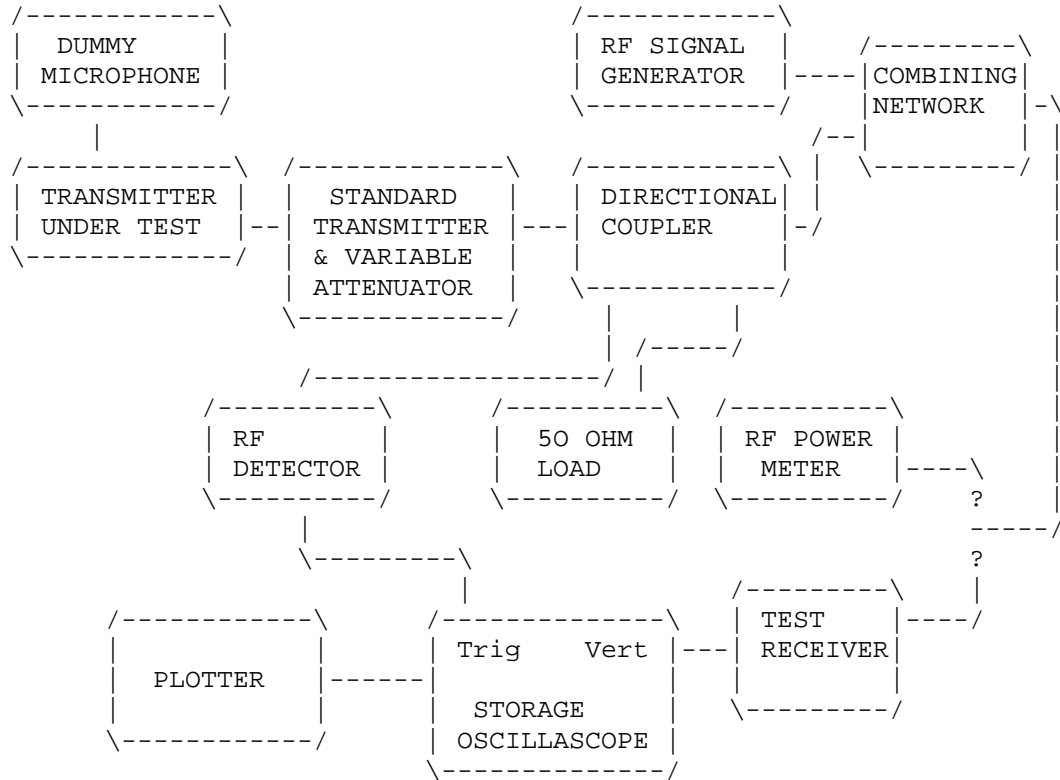 DUMMY
MICROPHONE
RF SIGNAL
GENERATOR
COMBINING
NETWORK
TRANSMITTER
UNDER TEST
STANDARD
TRANSMITTER
& VARIABLE
ATTENUATOR
DIRECTIONAL
COUPLER
RF
DETECTOR
50 OHM
LOAD
RF POWER
METER
?
?
TEST
RECEIVER
Trig Vert
STORAGE
OSCILLASCOPE
PLOTTER